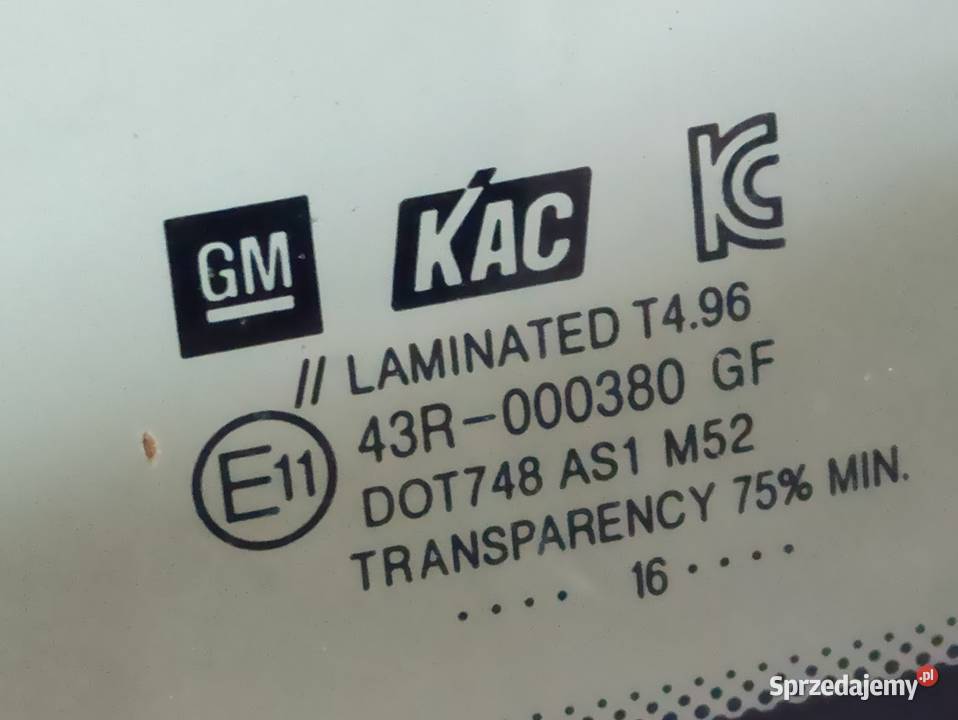 GM KAC KC
// LAMINATED T4.96
E11 43R-000380 GF
DOT748 AS1 M52
TRANSPARENCY 75% MIN.
.... 16 ....
Sprzedajemy.pl